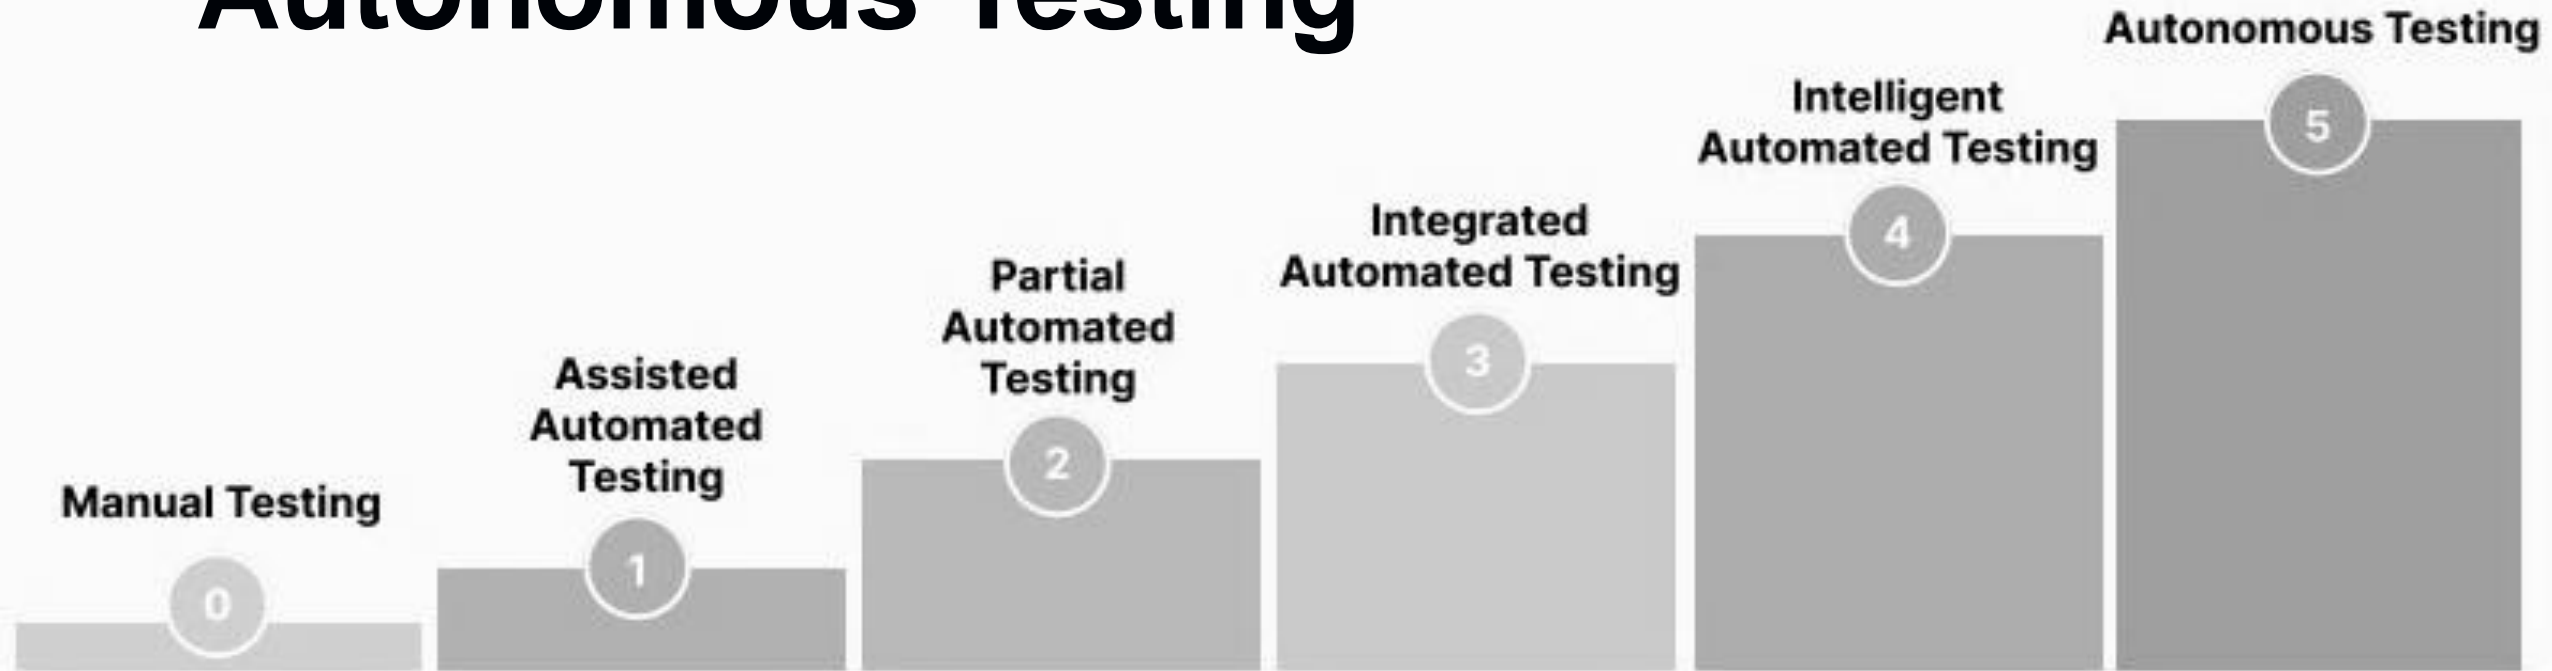 Autonomous Testing
Manual Testing
0
Assisted
Automated
Testing
1
Partial
Automated
Testing
2
Integrated
Automated Testing
3
Intelligent
Automated Testing
4
Autonomous Testing
5